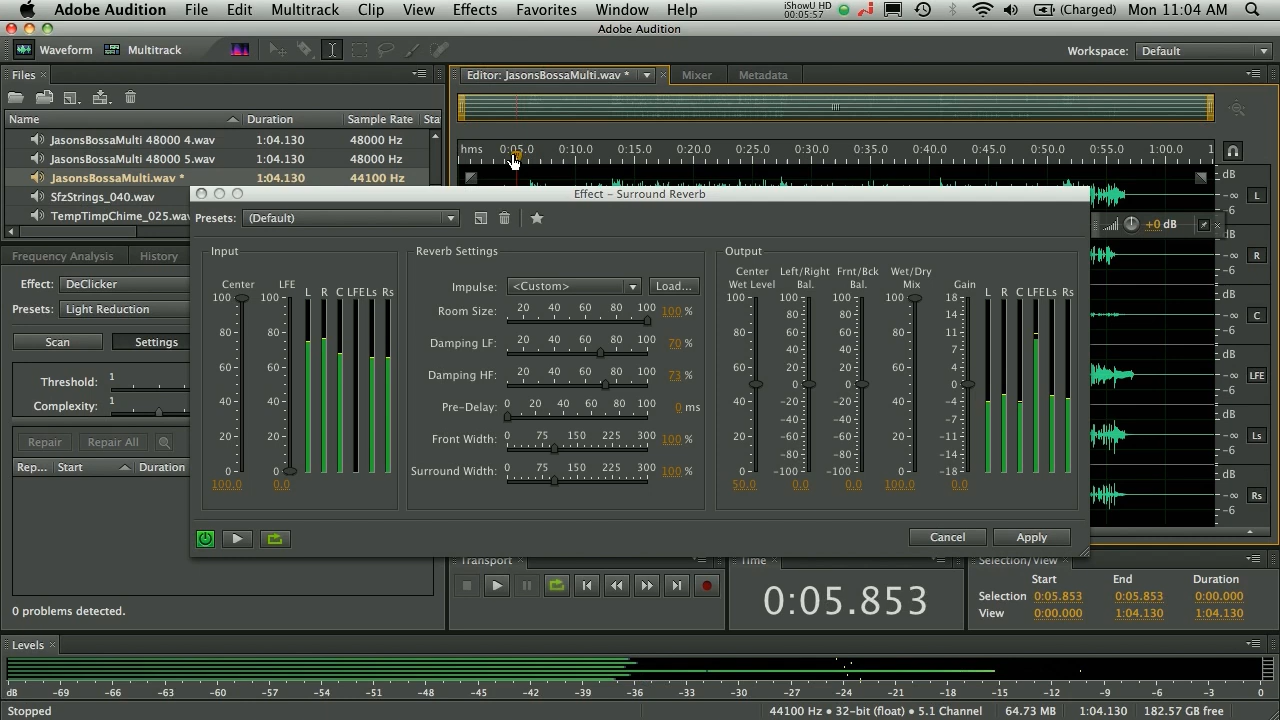 Adobe Audition File Edit Multitrack Clip View Effects Favorites Window Help iShowU HD 00:05:57 (Charged) Mon 11:04 AM
Adobe Audition
Waveform Multitrack Workspace: Default
Files × Editor: JasonsBossaMulti.wav * × Mixer Metadata
Name Duration Sample Rate Sta
JasonsBossaMulti 48000 4.wav 1:04.130 48000 Hz
JasonsBossaMulti 48000 5.wav 1:04.130 48000 Hz
JasonsBossaMulti.wav * 1:04.130 44100 Hz
SfzStrings_040.wav
TempTimpChime_025.wav
hms 0:05.0 0:10.0 0:15.0 0:20.0 0:25.0 0:30.0 0:35.0 0:40.0 0:45.0 0:50.0 0:55.0 1:00.0 1
dB
-∞ L
-6
+0 dB
dB
-∞ R
-6
dB
-∞ C
dB
-∞ LFE
-6
dB
-∞ Ls
-6
dB
-∞ Rs
-6
Frequency Analysis History
Effect: DeClicker
Presets: Light Reduction
Scan Settings
Threshold: 1
Complexity: 1
Repair Repair All
Rep... Start Duration
0 problems detected.
Effect – Surround Reverb
Presets: (Default)
Input
Center LFE L R C LFE Ls Rs
100 100
80 80
60 60
40 40
20 20
0 0
100.0 0.0
Reverb Settings
Impulse: <Custom> Load...
20 40 60 80 100
Room Size: 100 %
20 40 60 80 100
Damping LF: 70 %
20 40 60 80 100
Damping HF: 73 %
0 20 40 60 80 100
Pre-Delay: 0 ms
0 75 150 225 300
Front Width: 100 %
0 75 150 225 300
Surround Width: 100 %
Output
Center Left/Right Frnt/Bck Wet/Dry
Wet Level Bal. Bal. Mix Gain L R C LFE Ls Rs
100 100 100 100 18
80 80 80 80 14
60 60 11
60 40 40 60 7
20 20 4
0 0 0
40 -20 -20 40 -4
-40 -40 -7
20 -60 -60 20 -11
-80 -80 -14
0 -100 -100 0 -18
50.0 0.0 0.0 100.0 0.0
Cancel Apply
Transport Time Selection/View
0:05.853
Start End Duration
Selection 0:05.853 0:05.853 0:00.000
View 0:00.000 1:04.130 1:04.130
Levels ×
dB -69 -66 -63 -60 -57 -54 -51 -48 -45 -42 -39 -36 -33 -30 -27 -24 -21 -18 -15 -12 -9 -6 -3 0
Stopped 44100 Hz • 32-bit (float) • 5.1 Channel 64.73 MB 1:04.130 182.57 GB free